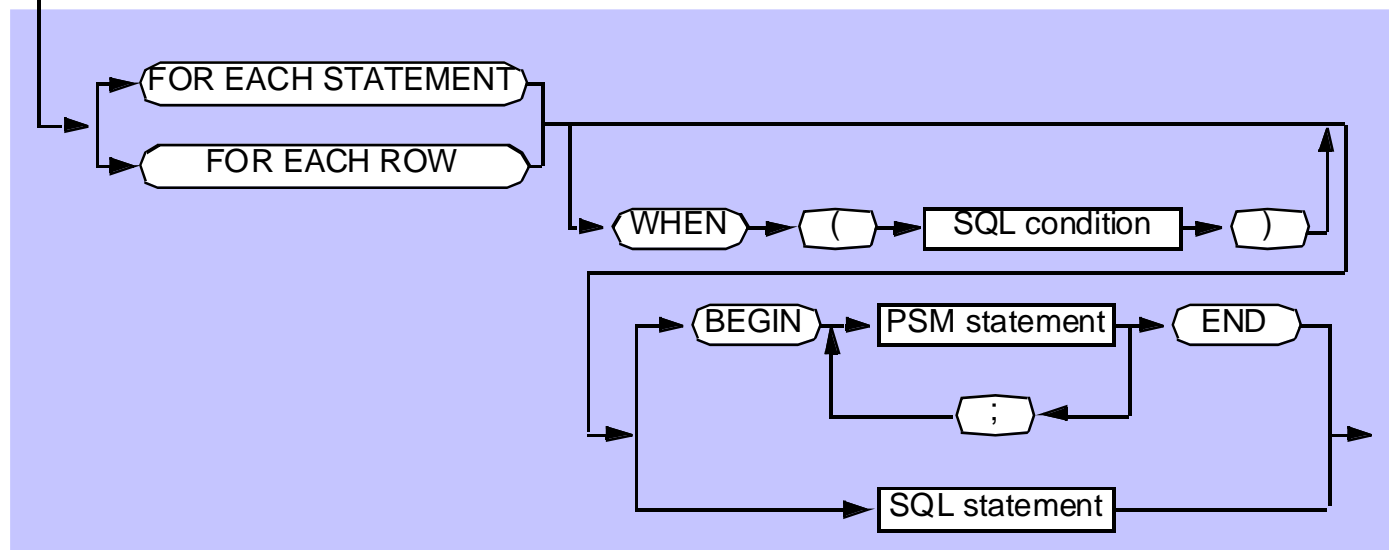 FOR EACH STATEMENT
FOR EACH ROW
WHEN ( SQL condition )
BEGIN PSM statement END
;
SQL statement